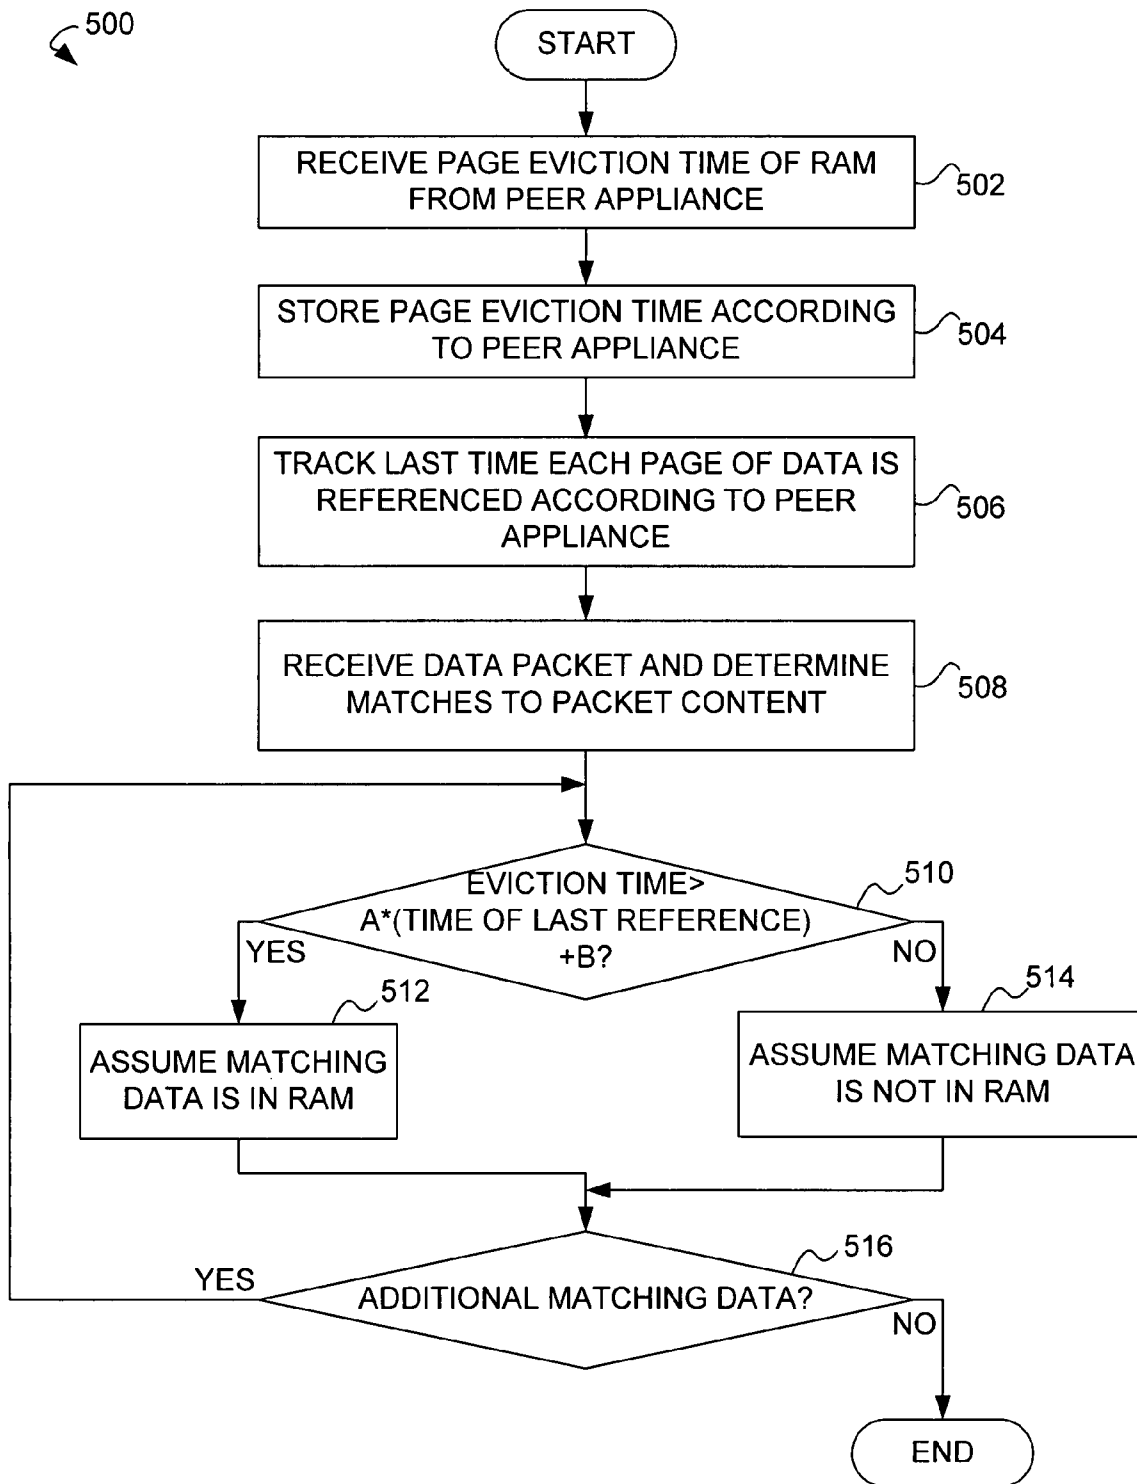 500
START
RECEIVE PAGE EVICTION TIME OF RAM
FROM PEER APPLIANCE
502
STORE PAGE EVICTION TIME ACCORDING
TO PEER APPLIANCE
504
TRACK LAST TIME EACH PAGE OF DATA IS
REFERENCED ACCORDING TO PEER
APPLIANCE
506
RECEIVE DATA PACKET AND DETERMINE
MATCHES TO PACKET CONTENT
508
EVICTION TIME>
A*(TIME OF LAST REFERENCE)
+B?
510
YES
NO
512
ASSUME MATCHING
DATA IS IN RAM
514
ASSUME MATCHING DATA
IS NOT IN RAM
516
ADDITIONAL MATCHING DATA?
YES
NO
END